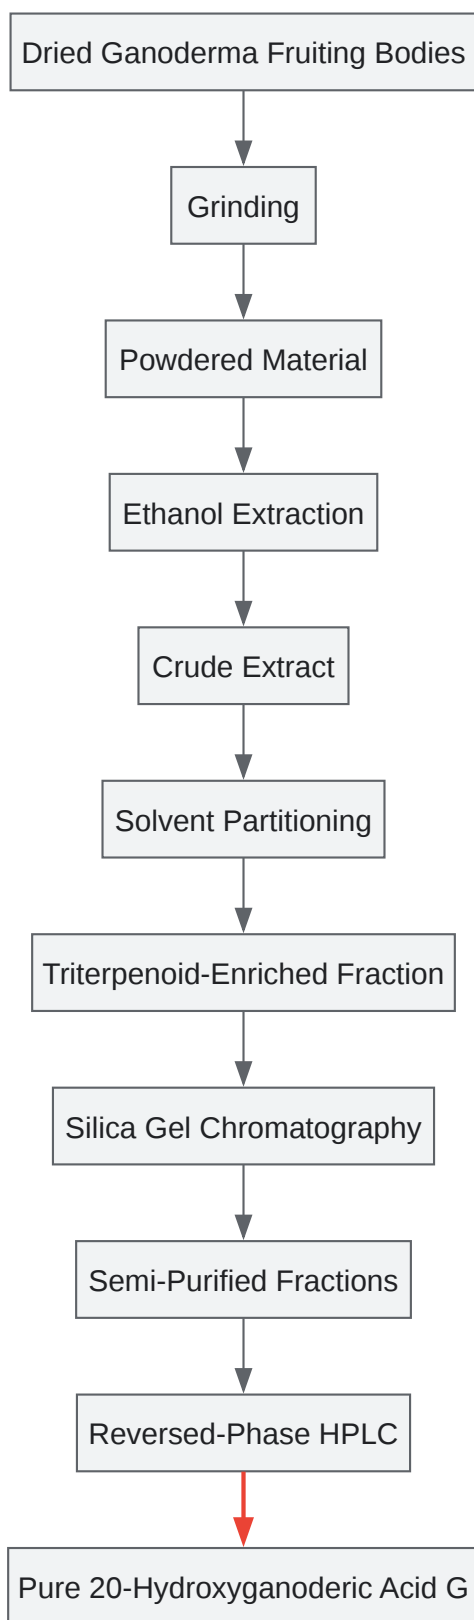 Dried Ganoderma Fruiting Bodies
Grinding
Powdered Material
Ethanol Extraction
Crude Extract
Solvent Partitioning
Triterpenoid-Enriched Fraction
Silica Gel Chromatography
Semi-Purified Fractions
Reversed-Phase HPLC
Pure 20-Hydroxyganoderic Acid G